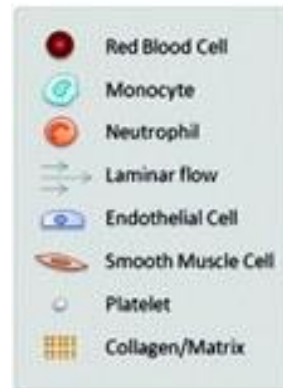 Red Blood Cell
Monocyte
Neutrophil
Laminar flow
Endothelial Cell
Smooth Muscle Cell
Platelet
Collagen/Matrix